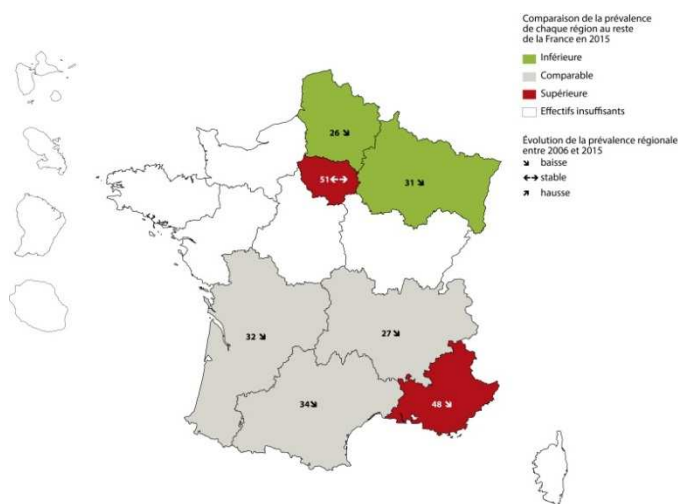 Comparaison de la prévalence
de chaque région au reste
de la France en 2015
Inférieure
Comparable
Supérieure
Effectifs insuffisants
Évolution de la prévalence régionale
entre 2006 et 2015
↘ baisse
↔ stable
↗ hausse
26 ↘
51↔
31 ↘
32 ↘
27↘
34↘
48 ↘